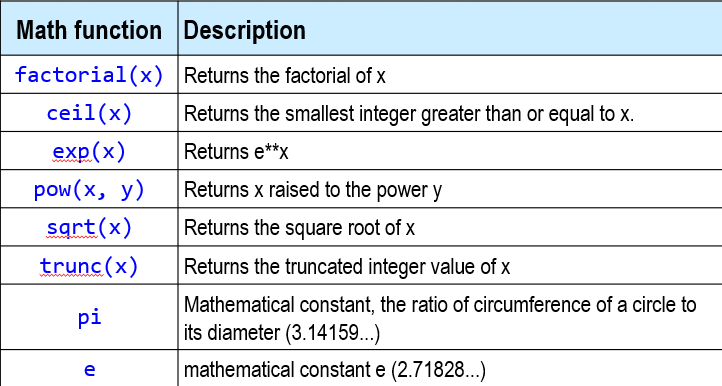 Math function Description
factorial(x) Returns the factorial of x
ceil(x) Returns the smallest integer greater than or equal to x.
exp(x) Returns e**x
pow(x, y) Returns x raised to the power y
sqrt(x) Returns the square root of x
trunc(x) Returns the truncated integer value of x
pi Mathematical constant, the ratio of circumference of a circle to
its diameter (3.14159...)
e mathematical constant e (2.71828...)